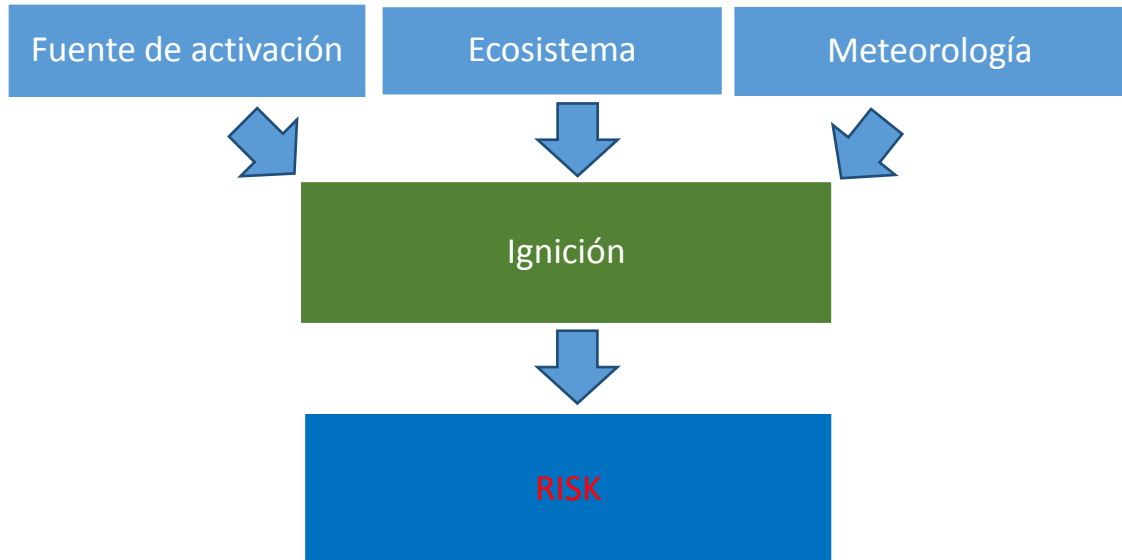 Fuente de activación
Ecosistema
Meteorología
Ignición
RISK